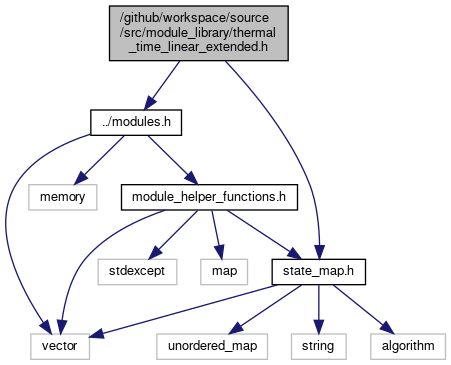 /github/workspace/source
/src/module_library/thermal
_time_linear_extended.h
../modules.h
memory
module_helper_functions.h
stdexcept
map
state_map.h
vector
unordered_map
string
algorithm